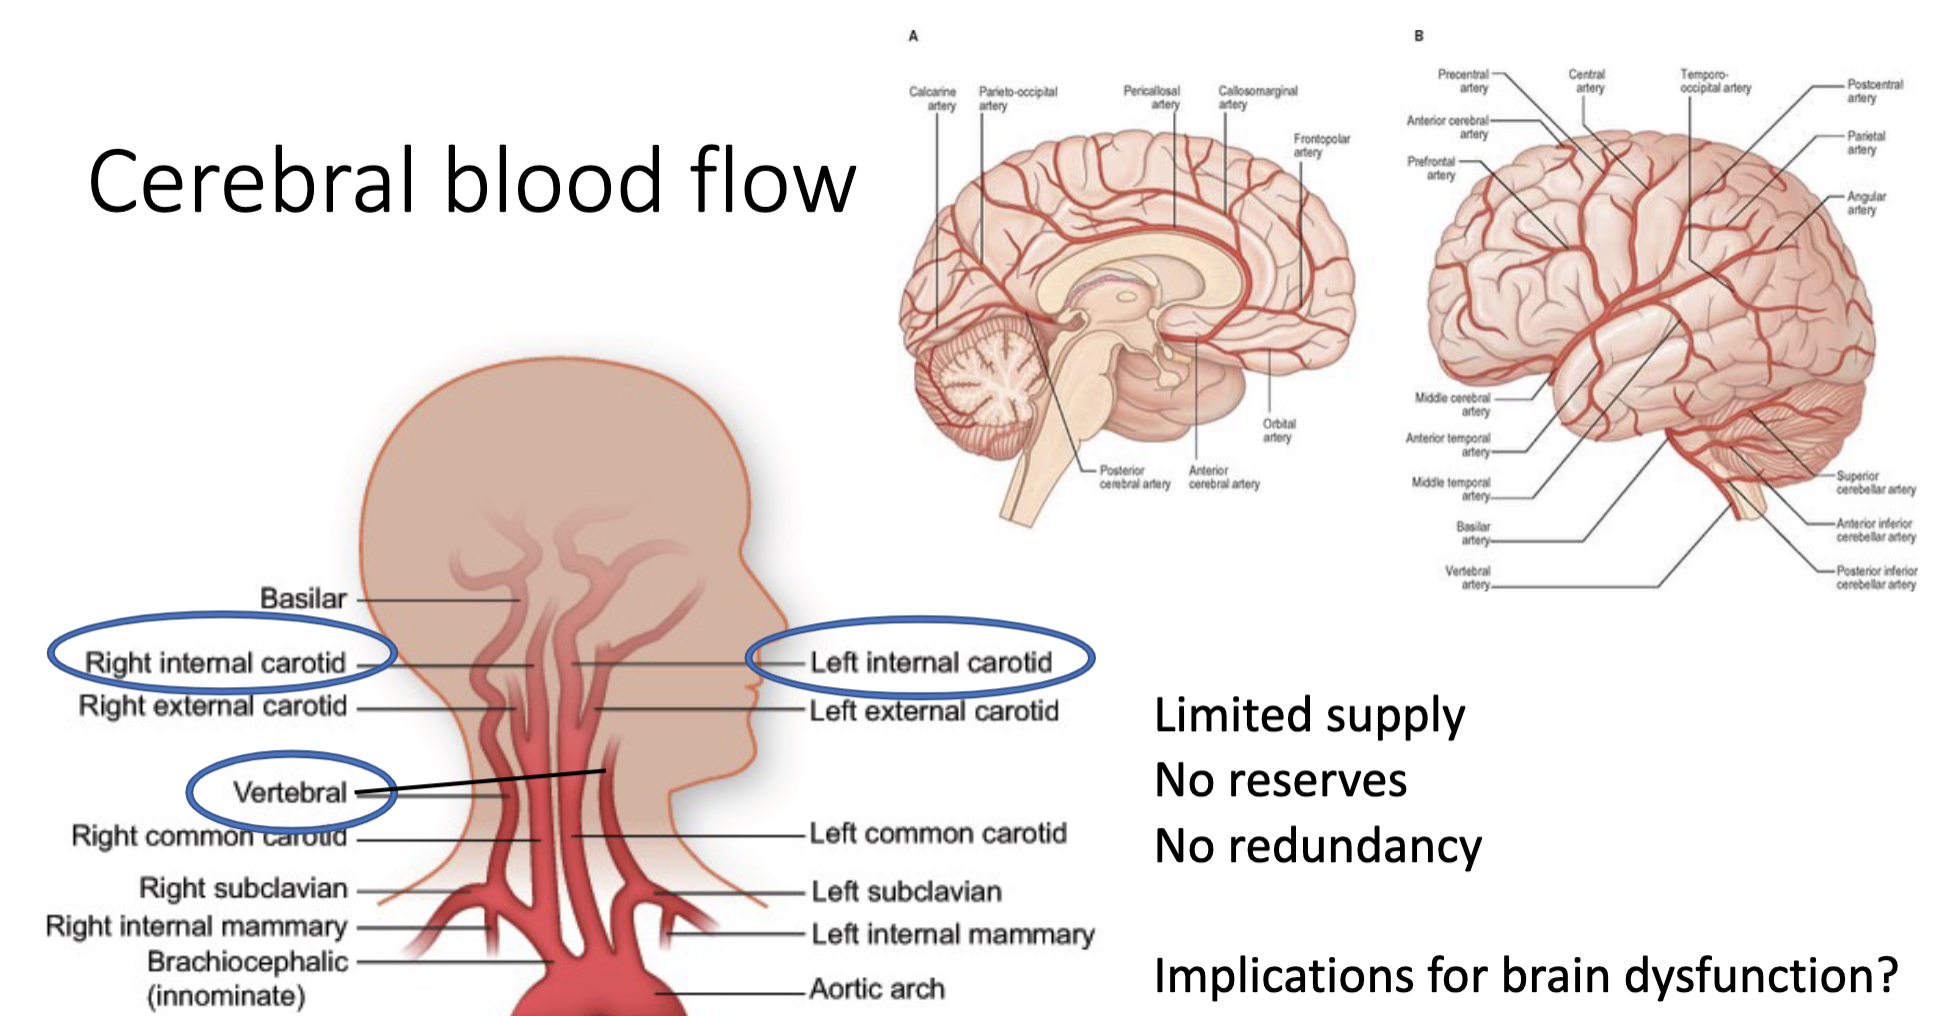 Cerebral blood flow
A
Calcarine
artery
Parieto-occipital
artery
Pericallosal
artery
Callosomarginal
artery
Frontopolar
artery
Orbital
artery
Posterior
cerebral artery
Anterior
cerebral artery
B
Precentral
artery
Central
artery
Temporo-
occipital artery
Postcentral
artery
Anterior cerebral
artery
Parietal
artery
Prefrontal
artery
Angular
artery
Middle cerebral
artery
Anterior temporal
artery
Middle temporal
artery
Basilar
artery
Vertebral
artery
Superior
cerebellar artery
Anterior inferior
cerebellar artery
Posterior inferior
cerebellar artery
Basilar
Right internal carotid
Right external carotid
Vertebral
Right common carotid
Right subclavian
Right internal mammary
Brachiocephalic
(innominate)
Left internal carotid
Left external carotid
Left common carotid
Left subclavian
Left internal mammary
Aortic arch
Limited supply
No reserves
No redundancy
Implications for brain dysfunction?